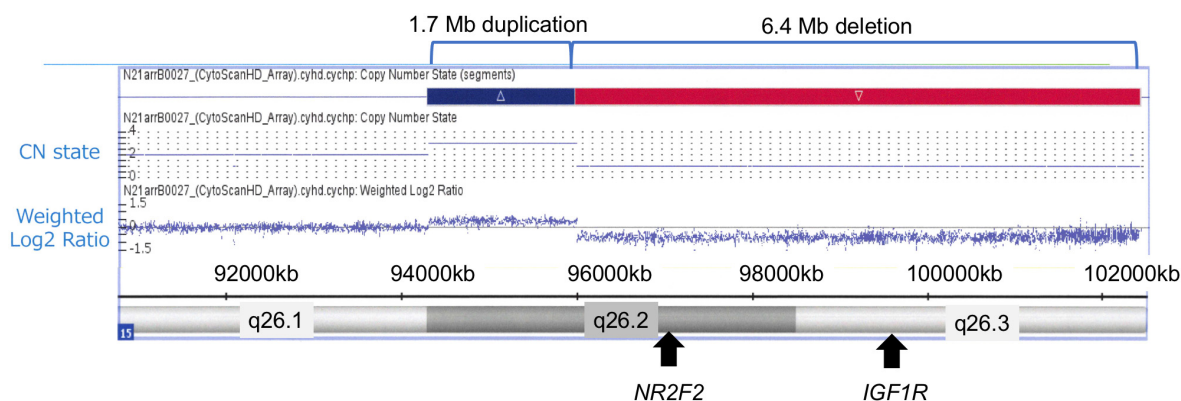 1.7 Mb duplication
6.4 Mb deletion
N21arrB0027_(CytoScanHD_Array).cyhd.cychp: Copy Number State (segments)
N21arrB0027_(CytoScanHD_Array).cyhd.cychp: Copy Number State
CN state
4
2
0
N21arrB0027_(CytoScanHD_Array).cyhd.cychp: Weighted Log2 Ratio
Weighted
Log2 Ratio
1.5
0
-1.5
92000kb 94000kb 96000kb 98000kb 100000kb 102000kb
q26.1 q26.2 q26.3
15
NR2F2 IGF1R